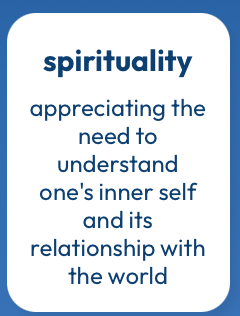 spirituality
appreciating the
need to
understand
one's inner self
and its
relationship with
the world